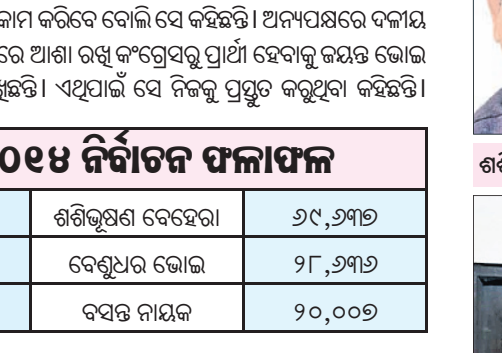 କାମ କରିବେ ବୋଲି ସେ କହିଛନ୍ତି। ଅନ୍ୟପକ୍ଷରେ ଦଳୀୟ
ରେ ଆଶା ରଖି କଂଗ୍ରେସରୁ ପ୍ରାର୍ଥୀ ହେବାକୁ ଜୟନ୍ତ ଭୋଇ
ଛନ୍ତି। ଏଥିପାଇଁ ସେ ନିଜକୁ ପ୍ରସ୍ତୁତ କରୁଥିବା କହିଛନ୍ତି।
୦୧୪ ନିର୍ବାଚନ ଫଳାଫଳ
ଶଶିଭୂଷଣ ବେହେରା ୬୯,୬୩୭
ବେଣୁଧର ଭୋଇ ୨୮,୬୩୬
ବସନ୍ତ ନାୟକ ୨୦,୦୦୭